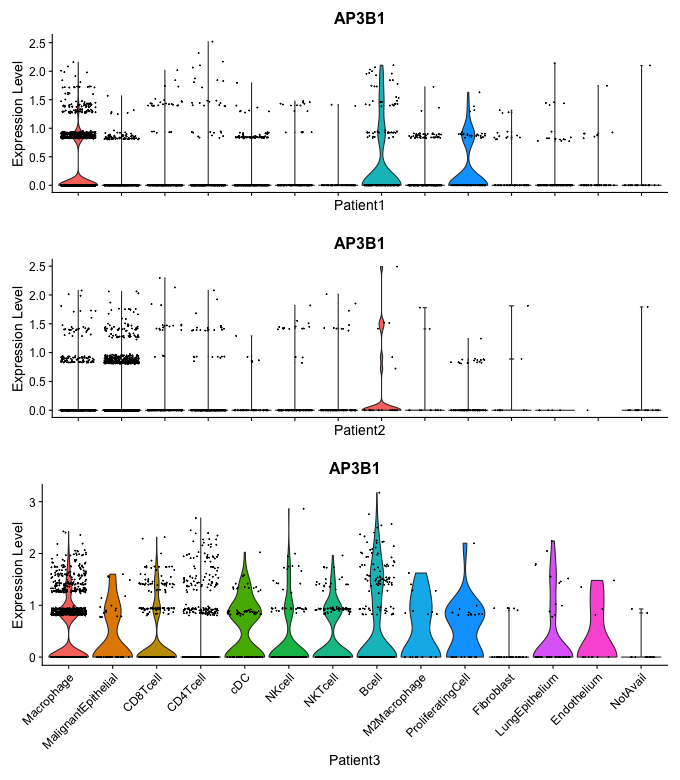 AP3B1
Expression Level
2.5
2.0
1.5
1.0
0.5
0.0
Patient1
AP3B1
Expression Level
2.5
2.0
1.5
1.0
0.5
0.0
Patient2
AP3B1
Expression Level
3
2
1
0
Macrophage
MalignantEpithelial
CD8Tcell
CD4Tcell
cDC
NKcell
NKTcell
Bcell
M2Macrophage
ProliferatingCell
Fibroblast
LungEpithelium
Endothelium
NotAvail
Patient3